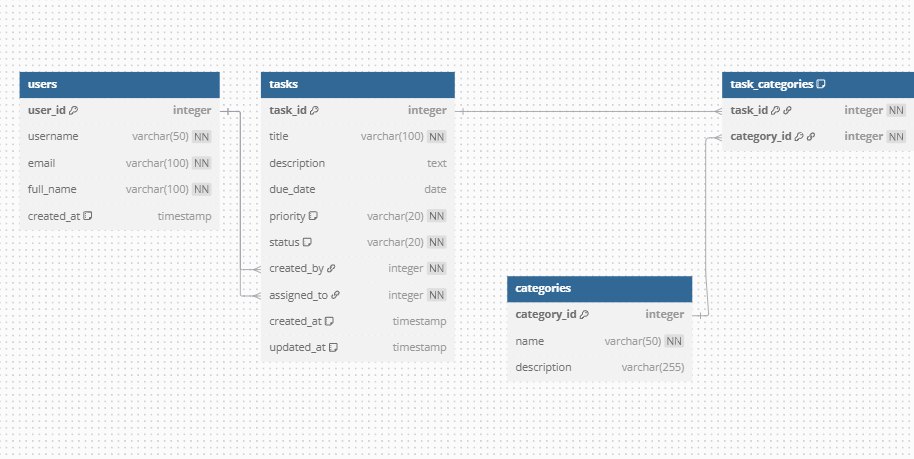 users
user_id integer
username varchar(50) NN
email varchar(100) NN
full_name varchar(100) NN
created_at timestamp
tasks
task_id integer
title varchar(100) NN
description text
due_date date
priority varchar(20) NN
status varchar(20) NN
created_by integer NN
assigned_to integer NN
created_at timestamp
updated_at timestamp
categories
category_id integer
name varchar(50) NN
description varchar(255)
task_categories
task_id integer NN
category_id integer NN